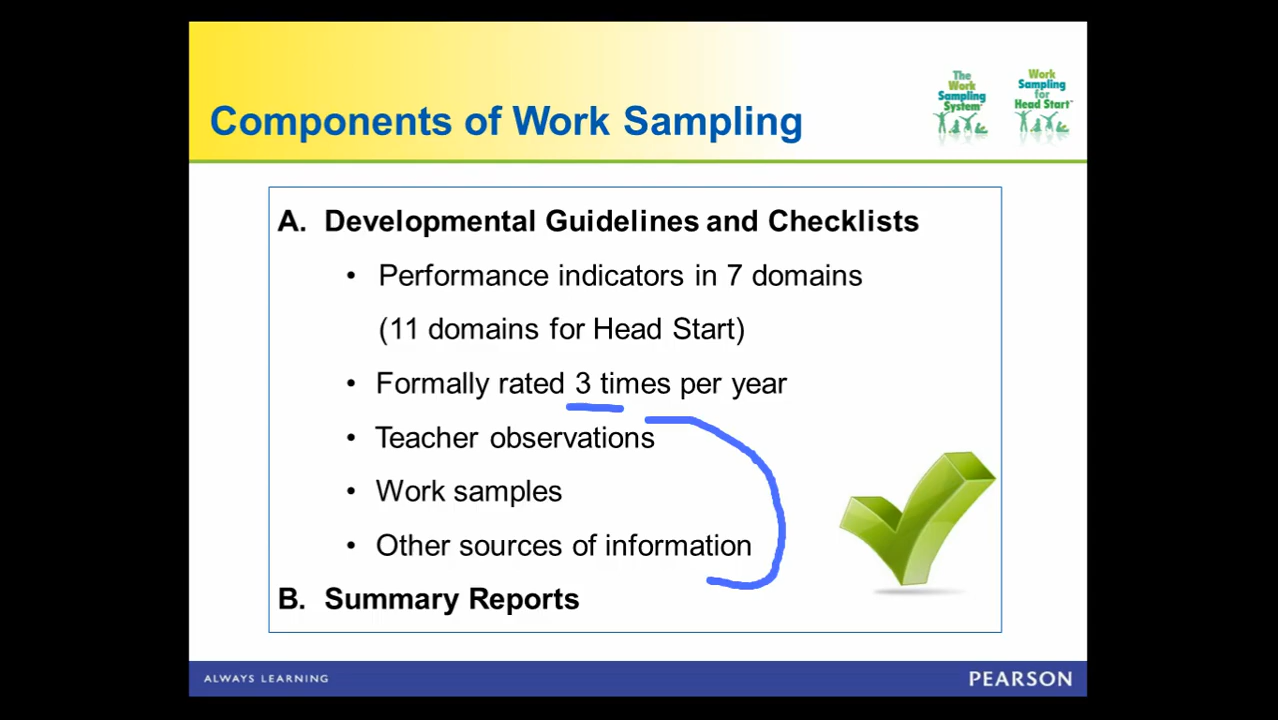 The
Work
Sampling
System™
Work
Sampling
for
Head Start™
Components of Work Sampling
A. Developmental Guidelines and Checklists
• Performance indicators in 7 domains
(11 domains for Head Start)
• Formally rated 3 times per year
• Teacher observations
• Work samples
• Other sources of information
B. Summary Reports
ALWAYS LEARNING
PEARSON